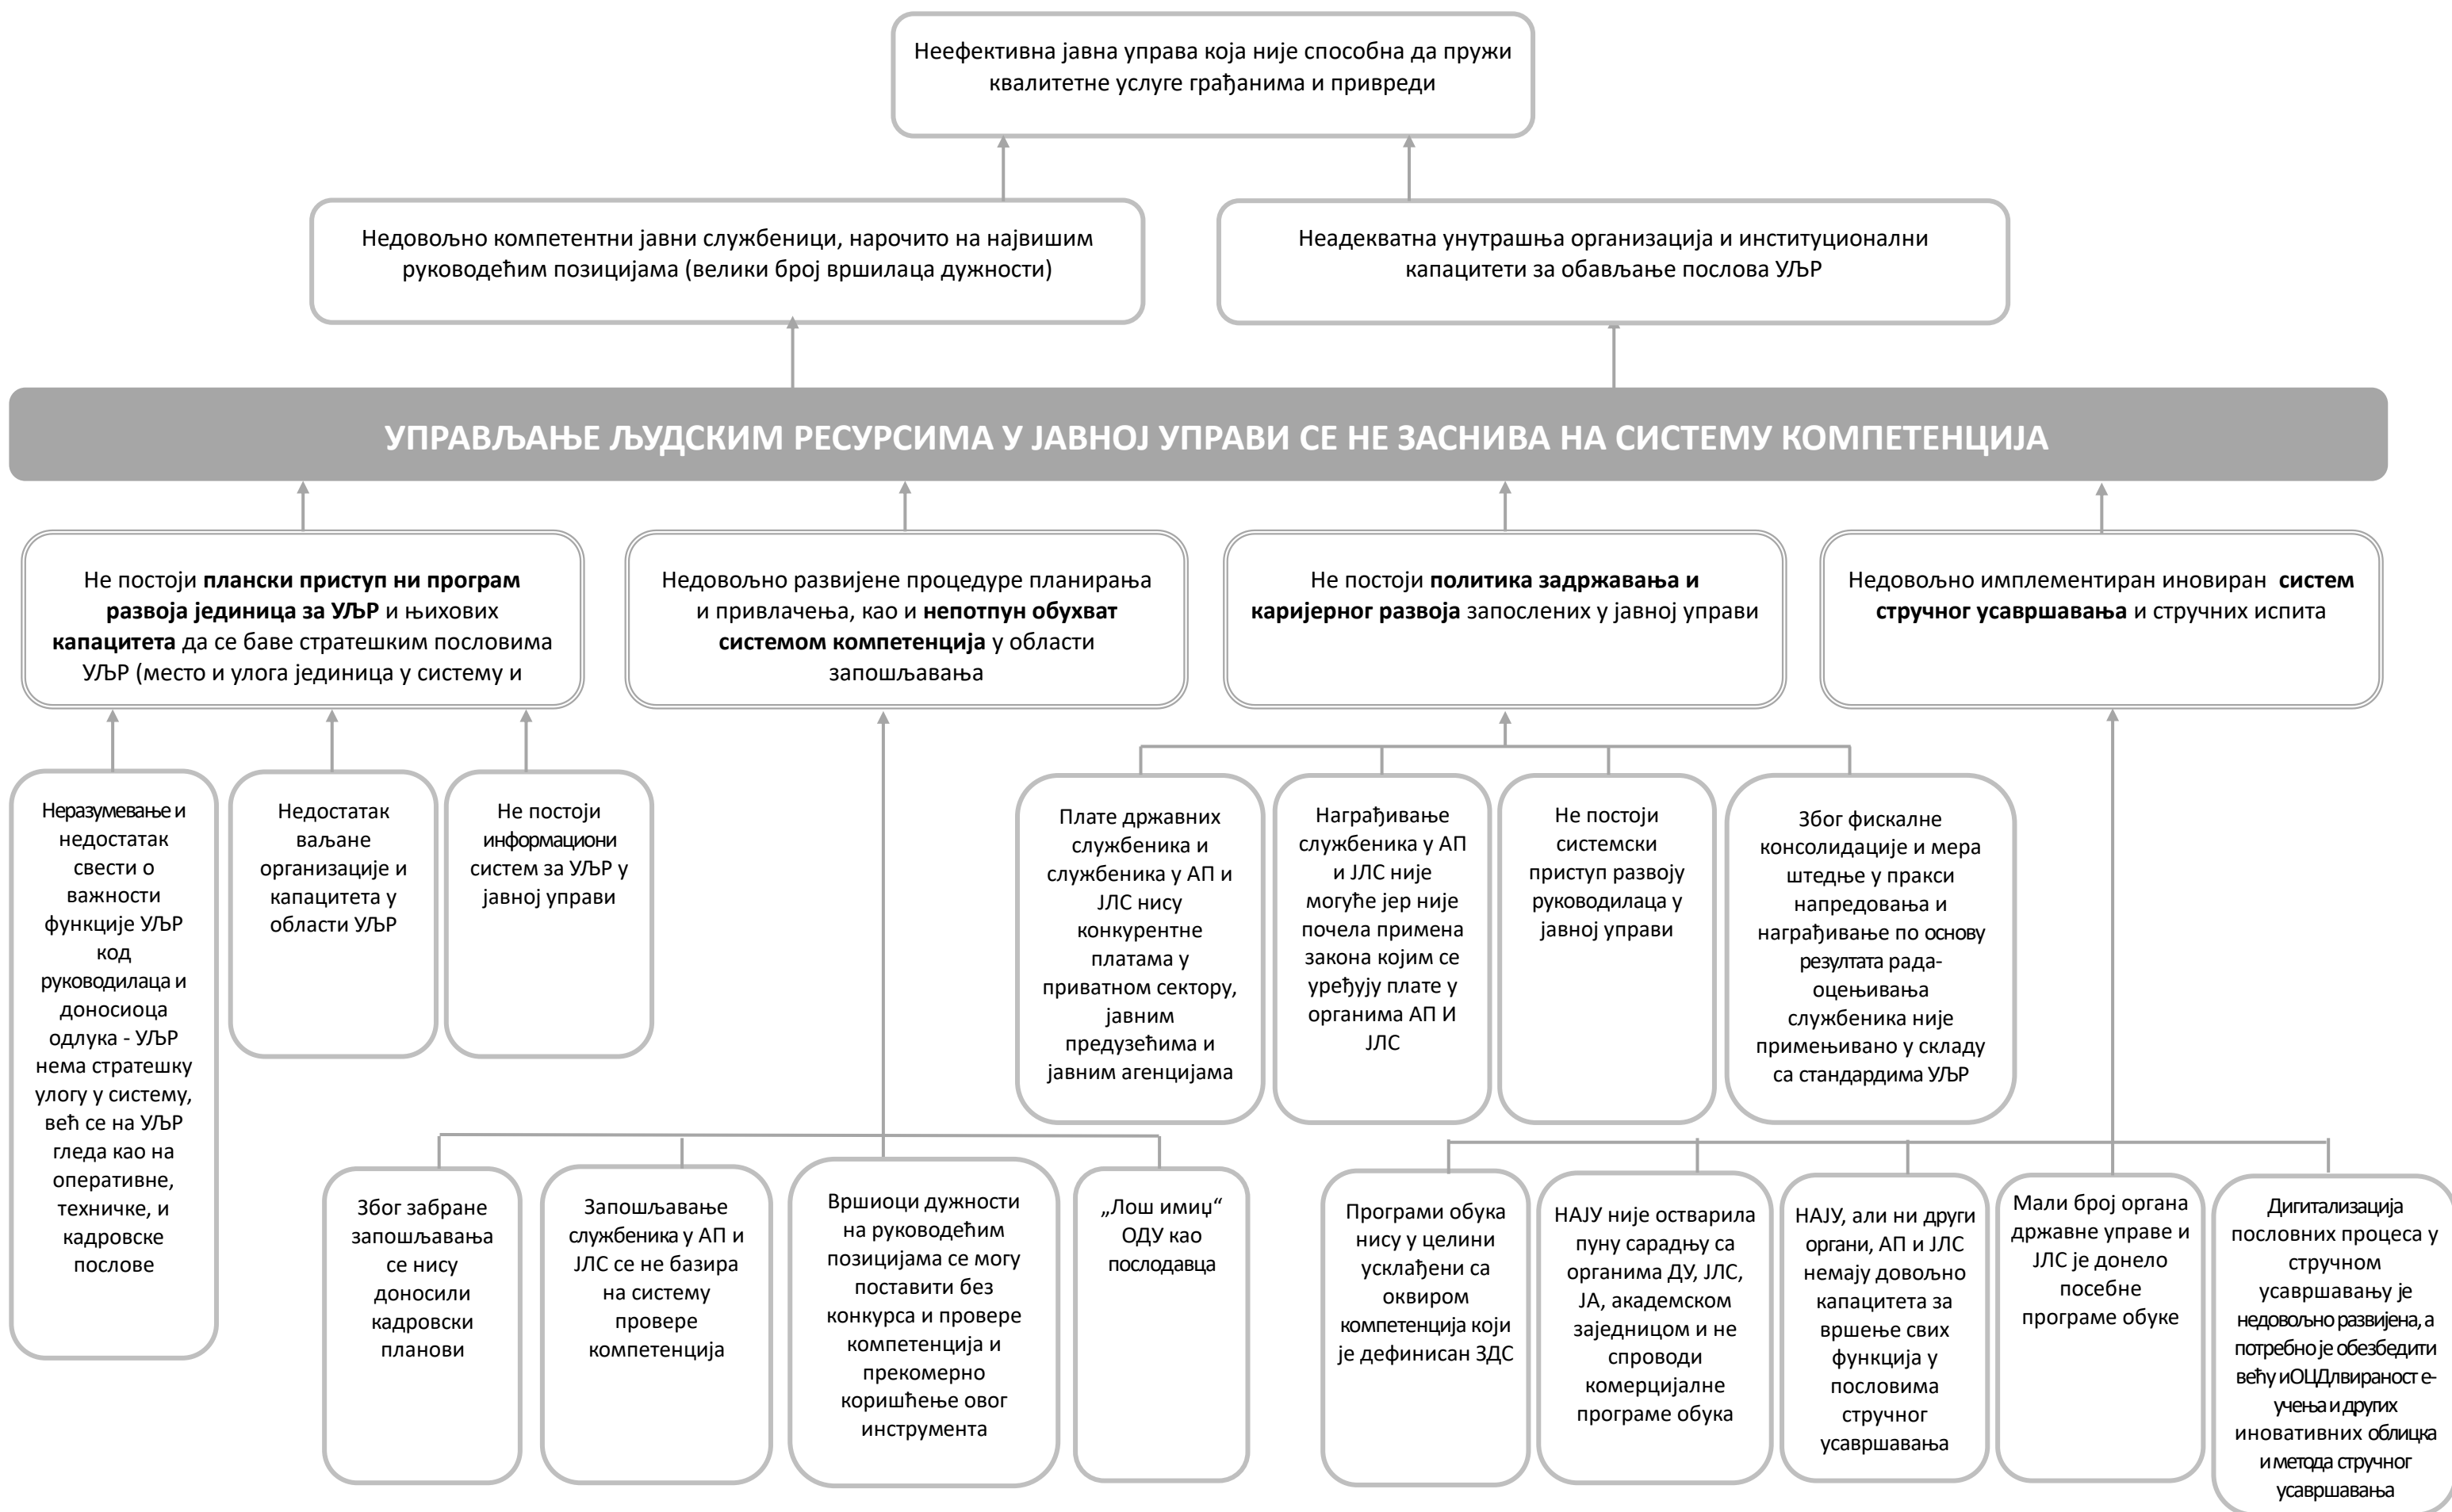 Неефективна јавна управа која није способна да пружи
квалитетне услуге грађанима и привреди
Недовољно компетентни јавни службеници, нарочито на највишим
руководећим позицијама (велики број вршилаца дужности)
Неадекватна унутрашња организација и институционални
капацитети за обављање послова УЉР
УПРАВЉАЊЕ ЉУДСКИМ РЕСУРСИМА У ЈАВНОЈ УПРАВИ СЕ НЕ ЗАСНИВА НА СИСТЕМУ КОМПЕТЕНЦИЈА
Не постоји плански приступ ни програм
развоја јединица за УЉР и њихових
капацитета да се баве стратешким пословима
УЉР (место и улога јединица у систему и
Недовољно развијене процедуре планирања
и привлачења, као и непотпун обухват
системом компетенција у области
запошљавања
Не постоји политика задржавања и
каријерног развоја запослених у јавној управи
Недовољно имплементиран иновиран систем
стручног усавршавања и стручних испита
Неразумевање и
недостатак
свести о
важности
функције УЉР
код
руководилаца и
доносиоца
одлука - УЉР
нема стратешку
улогу у систему,
већ се на УЉР
гледа као на
оперативне,
техничке, и
кадровске
послове
Недостатак
ваљане
организације и
капацитета у
области УЉР
Не постоји
информациони
систем за УЉР у
јавној управи
Плате државних
службеника и
службеника у АП и
ЈЛС нису
конкурентне
платама у
приватном сектору,
јавним
предузећима и
јавним агенцијама
Награђивање
службеника у АП
и ЈЛС није
могуће јер није
почела примена
закона којим се
уређују плате у
органима АП И
ЈЛС
Не постоји
системски
приступ развоју
руководилаца у
јавној управи
Због фискалне
консолидације и мера
штедње у пракси
напредовања и
награђивање по основу
резултата рада-
оцењивања
службеника није
примењивано у складу
са стандардима УЉР
Због забране
запошљавања
се нису
доносили
кадровски
планови
Запошљавање
службеника у АП и
ЈЛС се не базира
на систему
провере
компетенција
Вршиоци дужности
на руководећим
позицијама се могу
поставити без
конкурса и провере
компетенција и
прекомерно
коришћење овог
инструмента
„Лош имиџ“
ОДУ као
послодавца
Програми обука
нису у целини
усклађени са
оквиром
компетенција који
је дефинисан ЗДС
НАЈУ није остварила
пуну сарадњу са
органима ДУ, ЈЛС,
ЈА, академском
заједницом и не
спроводи
комерцијалне
програме обука
НАЈУ, али ни други
органи, АП и ЈЛС
немају довољно
капацитета за
вршење свих
функција у
пословима
стручног
усавршавања
Мали број органа
државне управе и
ЈЛС је донело
посебне
програме обуке
Дигитализација
пословних процеса у
стручном
усавршавању је
недовољно развијена, а
потребно је обезбедити
већу иОЦДлвираност е-
учења и других
иновативних облицка
и метода стручног
усавршавања